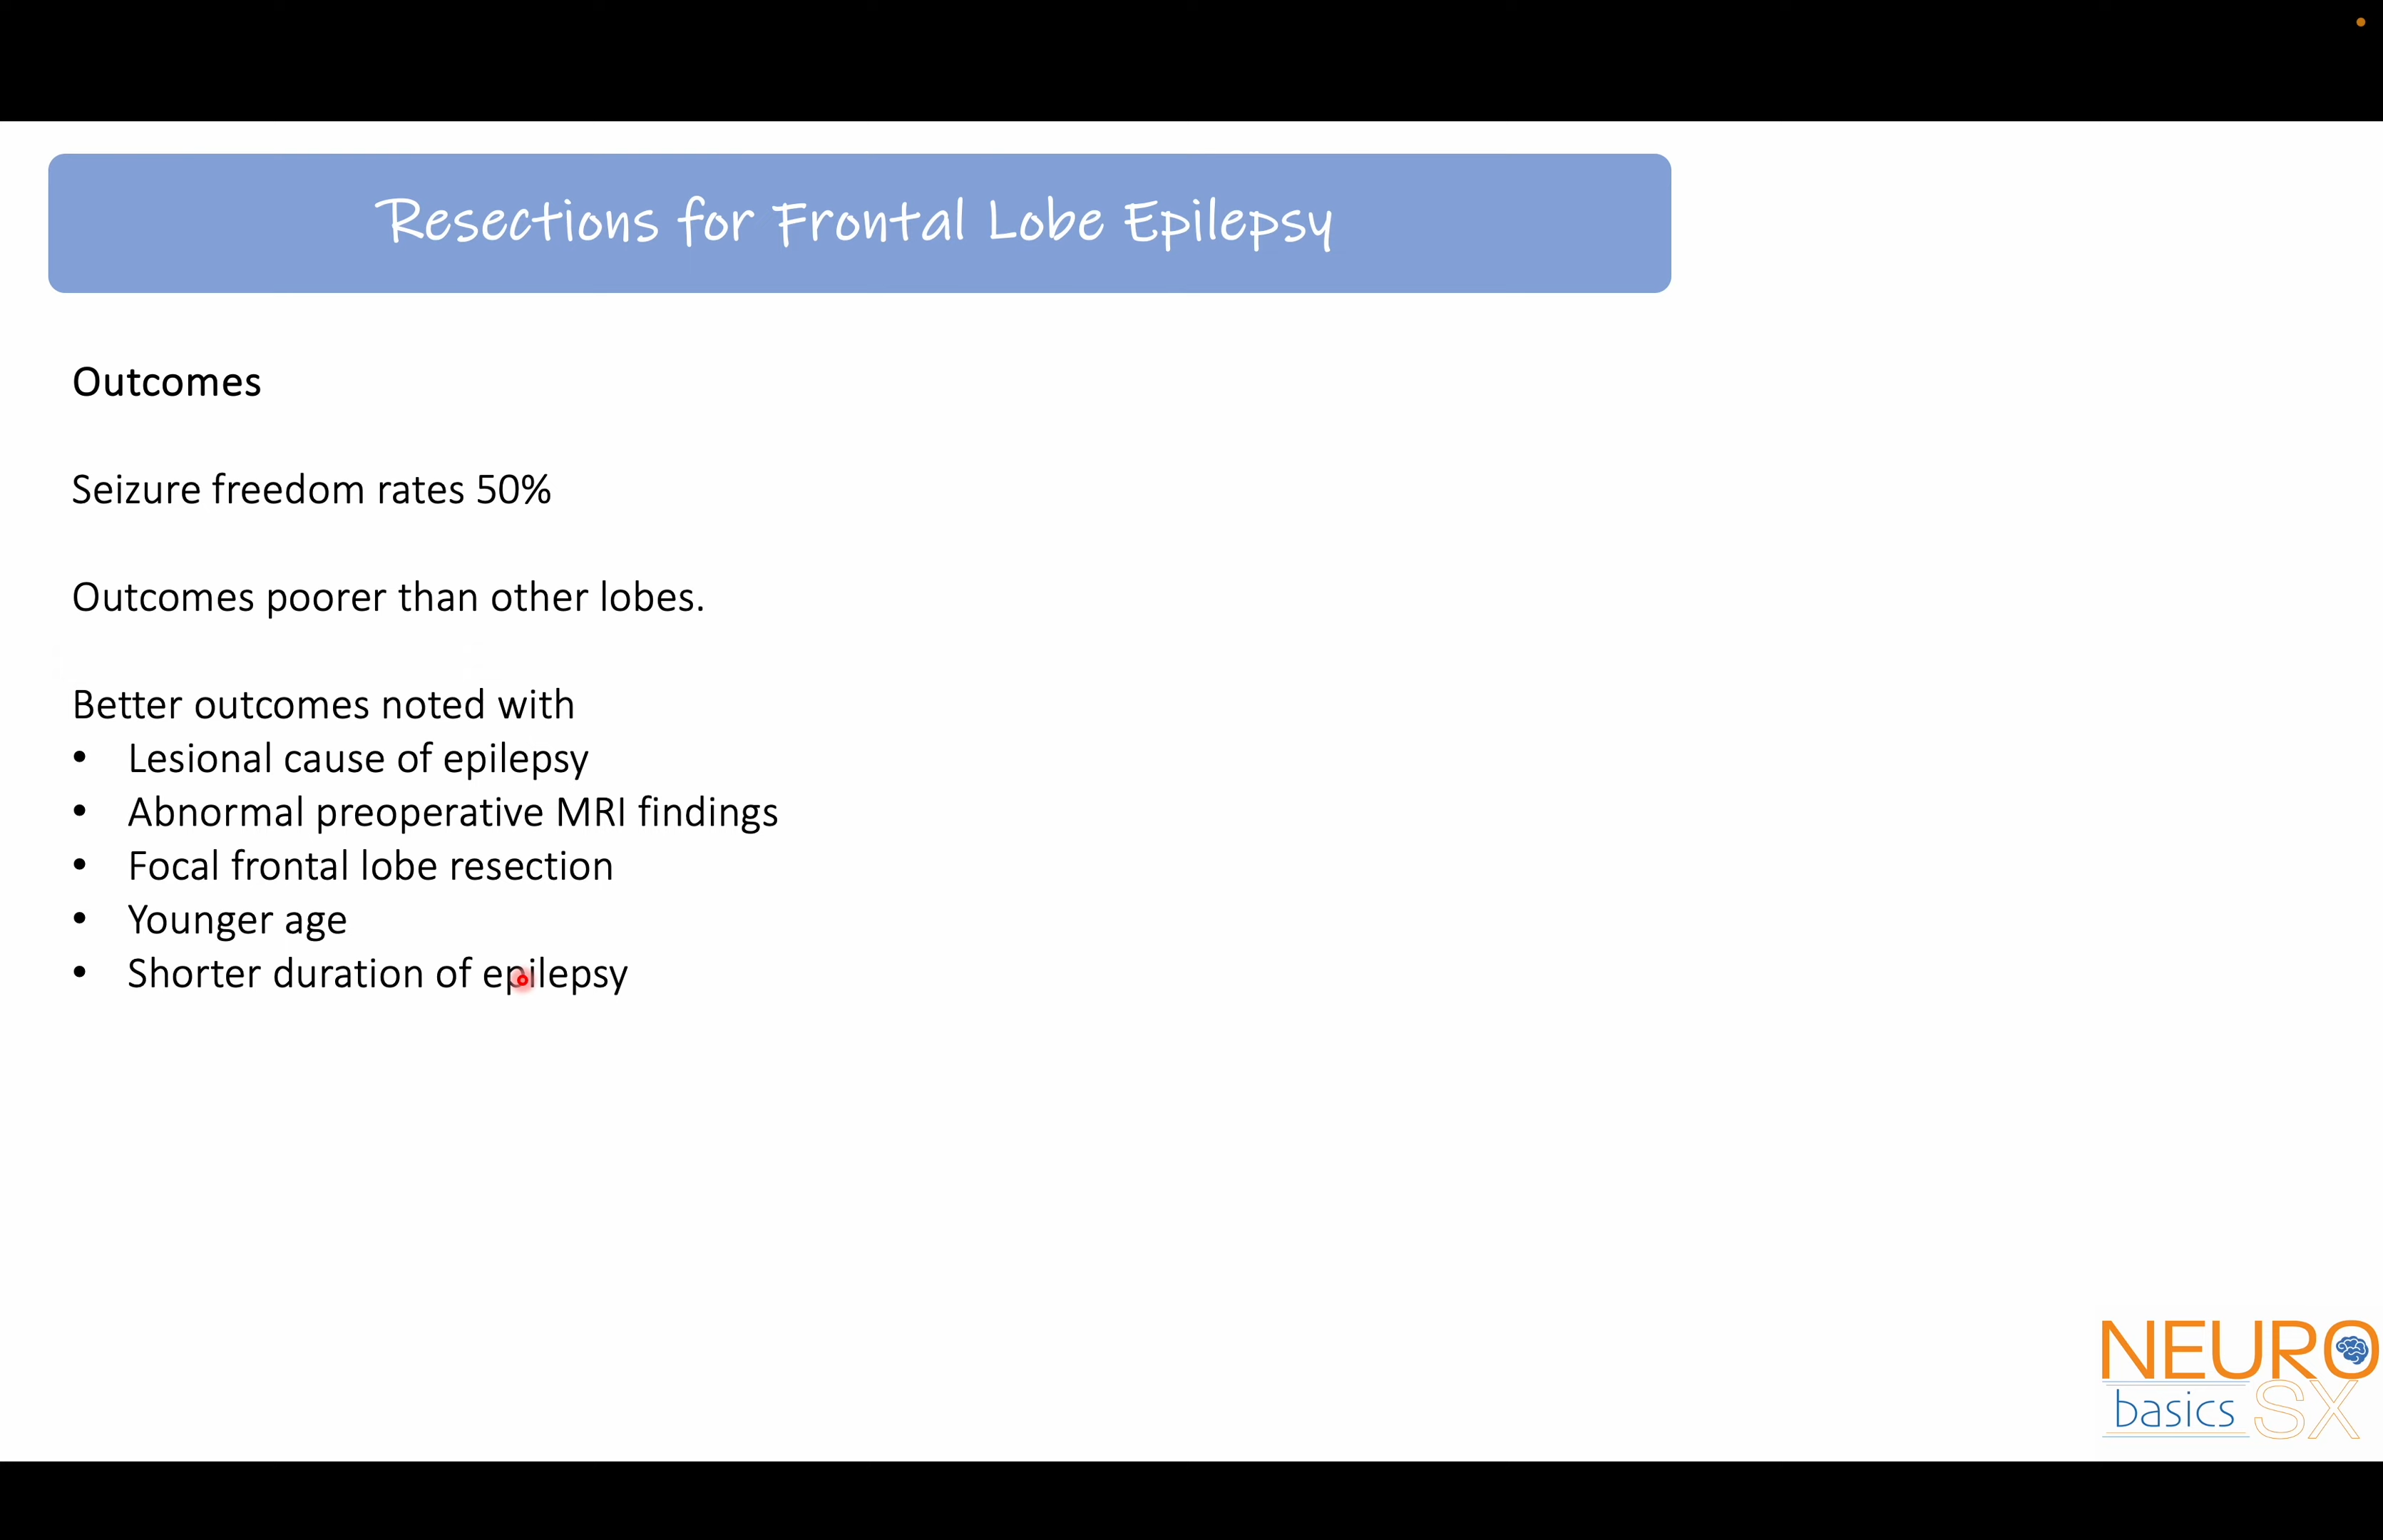 Resections for Frontal Lobe Epilepsy
Outcomes
Seizure freedom rates 50%
Outcomes poorer than other lobes.
Better outcomes noted with
• Lesional cause of epilepsy
• Abnormal preoperative MRI findings
• Focal frontal lobe resection
• Younger age
• Shorter duration of epilepsy
NEURO
basics SX